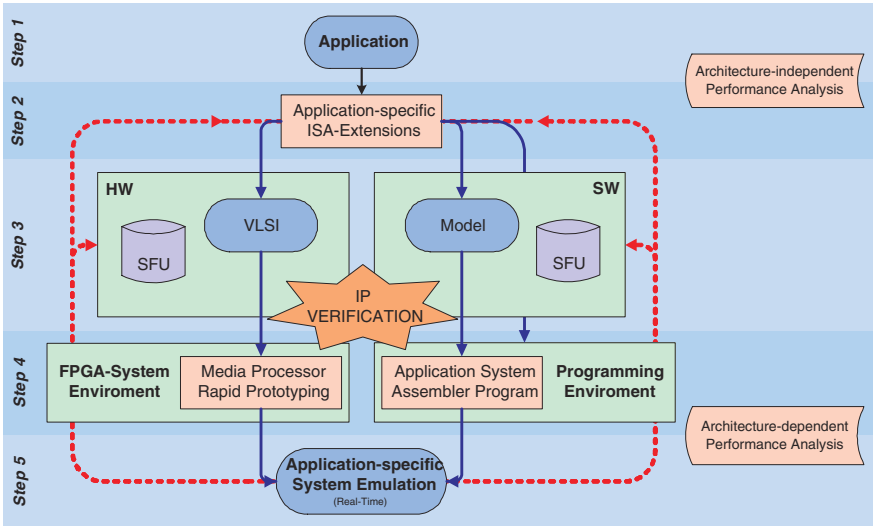 Step 1
Application
Architecture-independent
Performance Analysis
Step 2
Application-specific
ISA-Extensions
Step 3
HW
SW
VLSI
Model
SFU
SFU
IP
VERIFICATION
Step 4
FPGA-System
Enviroment
Media Processor
Rapid Prototyping
Application System
Assembler Program
Programming
Enviroment
Architecture-dependent
Performance Analysis
Step 5
Application-specific
System Emulation
(Real-Time)